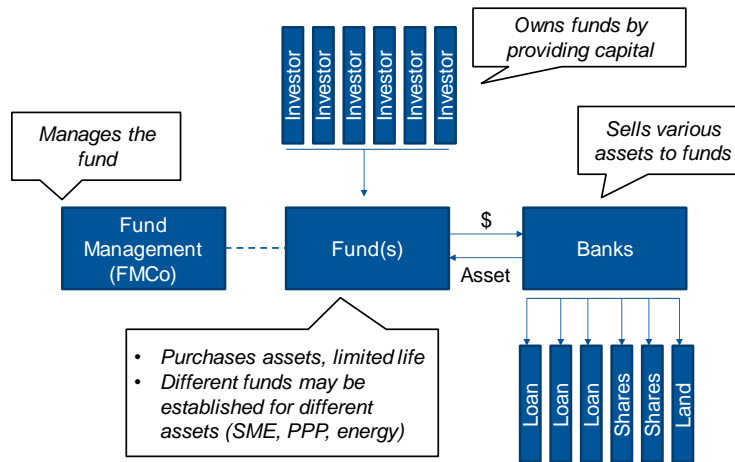 Investor
Investor
Investor
Investor
Investor
Investor
Owns funds by
providing capital
Manages the
fund
Sells various
assets to funds
Fund
Management
(FMCo)
Fund(s)
$
Asset
Banks
• Purchases assets, limited life
• Different funds may be
established for different
assets (SME, PPP, energy)
Loan
Loan
Loan
Shares
Shares
Land